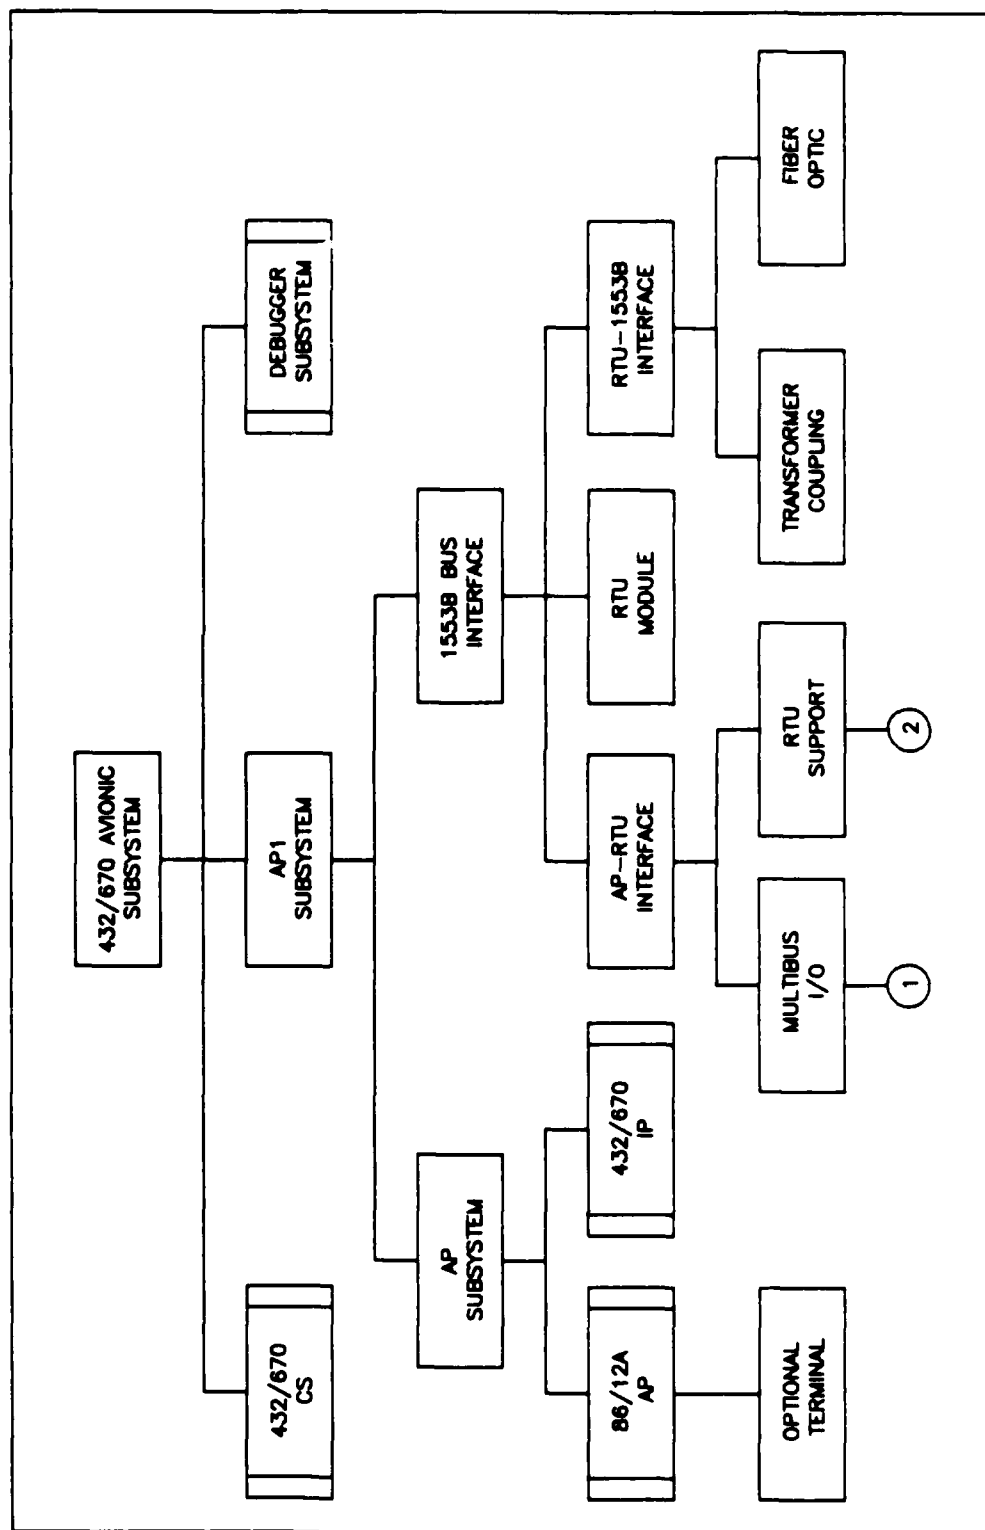 432/670 AVIONIC
SUBSYSTEM
432/670
CS
AP1
SUBSYSTEM
DEBUGGER
SUBSYSTEM
AP
SUBSYSTEM
1553B BUS
INTERFACE
86/12A
AP
432/670
IP
AP-RTU
INTERFACE
RTU
MODULE
RTU-1553B
INTERFACE
OPTIONAL
TERMINAL
MULTIBUS
I/O
RTU
SUPPORT
TRANSFORMER
COUPLING
FIBER
OPTIC
1
2